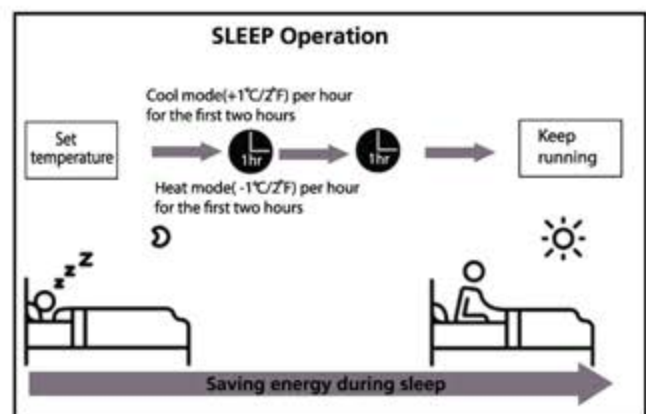 SLEEP Operation
Cool mode(+1°C/2°F) per hour
for the first two hours
Set
temperature
1hr
1hr
Keep
running
Heat mode( -1°C/2°F) per hour
for the first two hours
z z Z
Saving energy during sleep